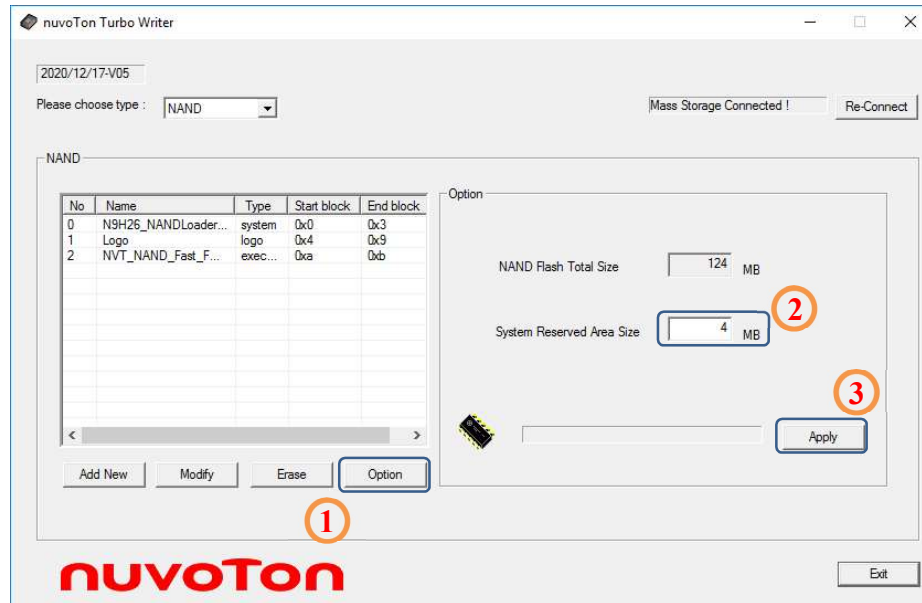 nuvoTon Turbo Writer
2020/12/17-V05
Please choose type :
NAND
Mass Storage Connected !
Re-Connect
NAND
No Name Type Start block End block
0 N9H26_NANDLoader... system 0x0 0x3
1 Logo logo 0x4 0x9
2 NVT_NAND_Fast_F... exec... 0xa 0xb
Option
NAND Flash Total Size 124 MB
2
System Reserved Area Size 4 MB
3
Apply
Add New Modify Erase Option
1
nuvoTon
Exit